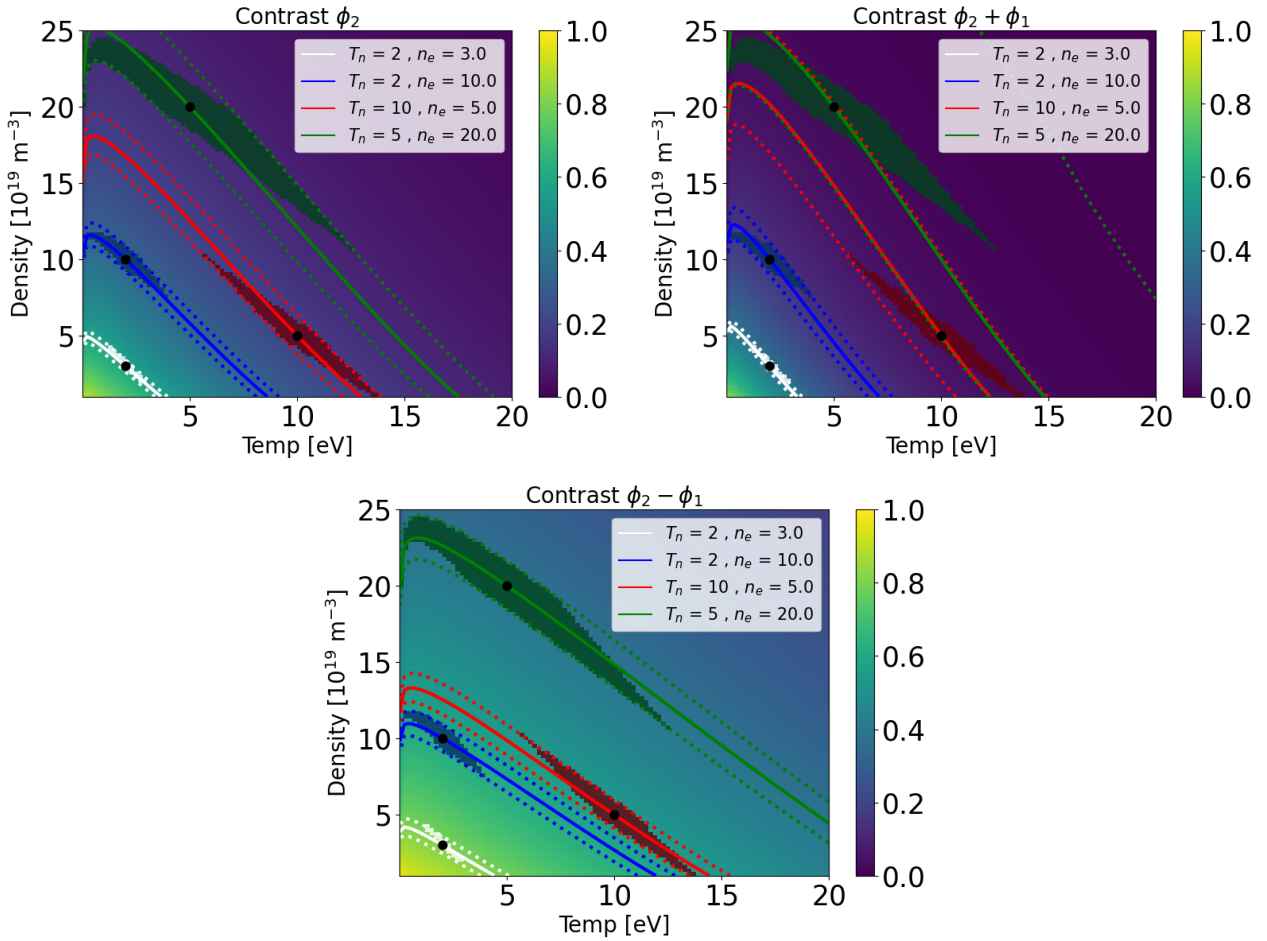 Contrast ϕ₂
Density [10¹⁹ m⁻³]
25
20
15
10
5
5 10 15 20
Temp [eV]
Tₙ = 2 , nₑ = 3.0
Tₙ = 2 , nₑ = 10.0
Tₙ = 10 , nₑ = 5.0
Tₙ = 5 , nₑ = 20.0
1.0
0.8
0.6
0.4
0.2
0.0
Contrast ϕ₂ + ϕ₁
Density [10¹⁹ m⁻³]
25
20
15
10
5
5 10 15 20
Temp [eV]
Tₙ = 2 , nₑ = 3.0
Tₙ = 2 , nₑ = 10.0
Tₙ = 10 , nₑ = 5.0
Tₙ = 5 , nₑ = 20.0
1.0
0.8
0.6
0.4
0.2
0.0
Contrast ϕ₂ − ϕ₁
Density [10¹⁹ m⁻³]
25
20
15
10
5
5 10 15 20
Temp [eV]
Tₙ = 2 , nₑ = 3.0
Tₙ = 2 , nₑ = 10.0
Tₙ = 10 , nₑ = 5.0
Tₙ = 5 , nₑ = 20.0
1.0
0.8
0.6
0.4
0.2
0.0